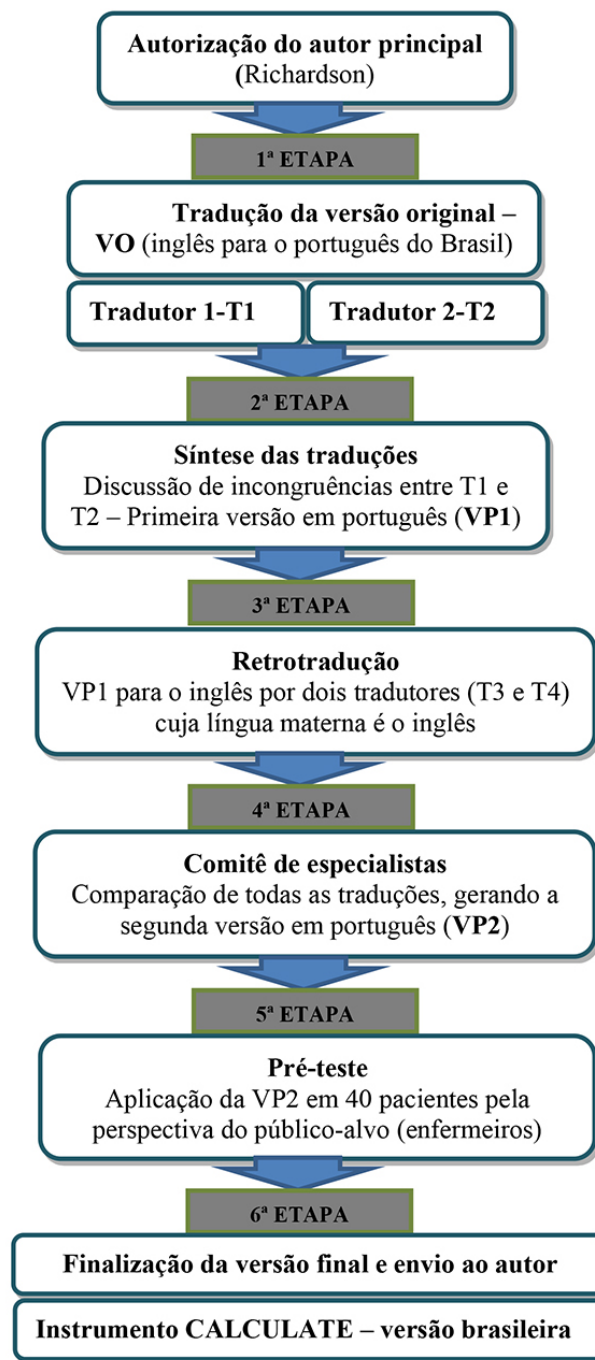 Autorização do autor principal
(Richardson)
1ª ETAPA
Tradução da versão original –
VO (inglês para o português do Brasil)
Tradutor 1-T1
Tradutor 2-T2
2ª ETAPA
Síntese das traduções
Discussão de incongruências entre T1 e
T2 – Primeira versão em português (VP1)
3ª ETAPA
Retrotradução
VP1 para o inglês por dois tradutores (T3 e T4)
cuja língua materna é o inglês
4ª ETAPA
Comitê de especialistas
Comparação de todas as traduções, gerando a
segunda versão em português (VP2)
5ª ETAPA
Pré-teste
Aplicação da VP2 em 40 pacientes pela
perspectiva do público-alvo (enfermeiros)
6ª ETAPA
Finalização da versão final e envio ao autor
Instrumento CALCULATE – versão brasileira